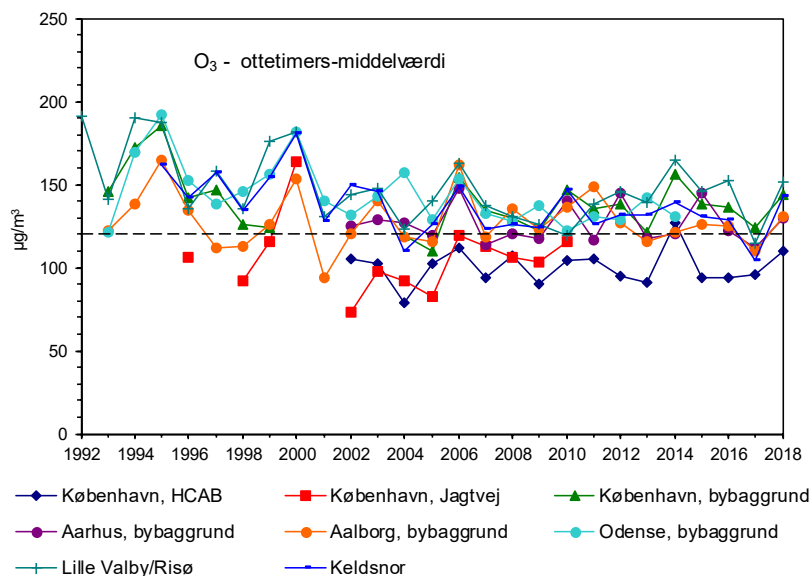 O₃ - ottetimers-middelværdi
µg/m³
250
200
150
100
50
0
1992 1994 1996 1998 2000 2002 2004 2006 2008 2010 2012 2014 2016 2018
København, HCAB København, Jagtvej København, bybaggrund
Aarhus, bybaggrund Aalborg, bybaggrund Odense, bybaggrund
Lille Valby/Risø Keldsnor